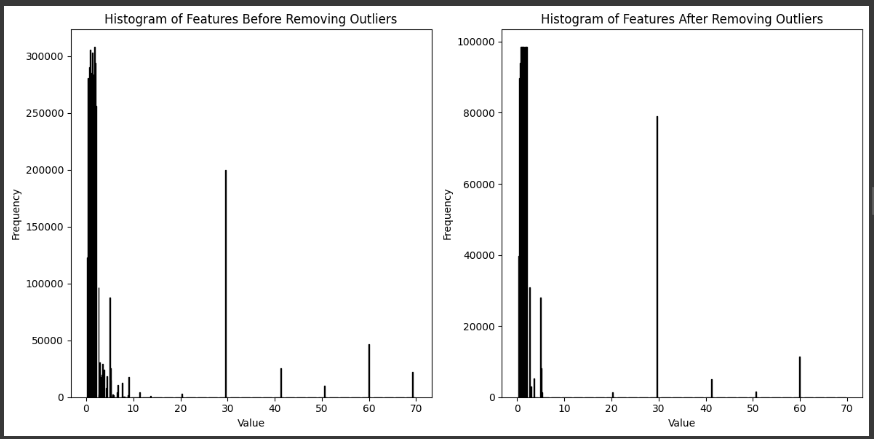 Histogram of Features Before Removing Outliers
Frequency
300000
250000
200000
150000
100000
50000
0
0 10 20 30 40 50 60 70
Value
Histogram of Features After Removing Outliers
Frequency
100000
80000
60000
40000
20000
0
0 10 20 30 40 50 60 70
Value